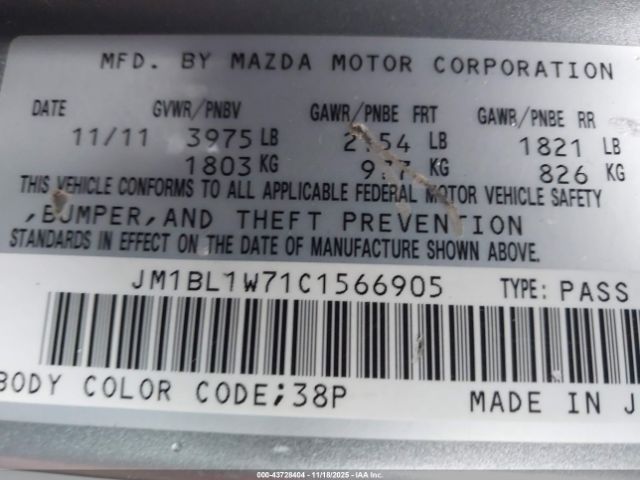 MFD. BY MAZDA MOTOR CORPORATION
DATE GVWR/PNBV GAWR/PNBE FRT GAWR/PNBE RR
11/11 3975 LB LB 1821 LB
1803 KG KG 826 KG
THIS VEHICLE CONFORMS TO ALL APPLICABLE FEDERAL MOTOR VEHICLE SAFETY
,BUMPER,AND THEFT PREVENTION
STANDARDS IN EFFECT ON THE DATE OF MANUFACTURE SHOWN ABOVE.
JM1BL1W71C1566905 TYPE: PASS
BODY COLOR CODE;38P MADE IN J
000-43728404 - 11/18/2025 - IAAC.com